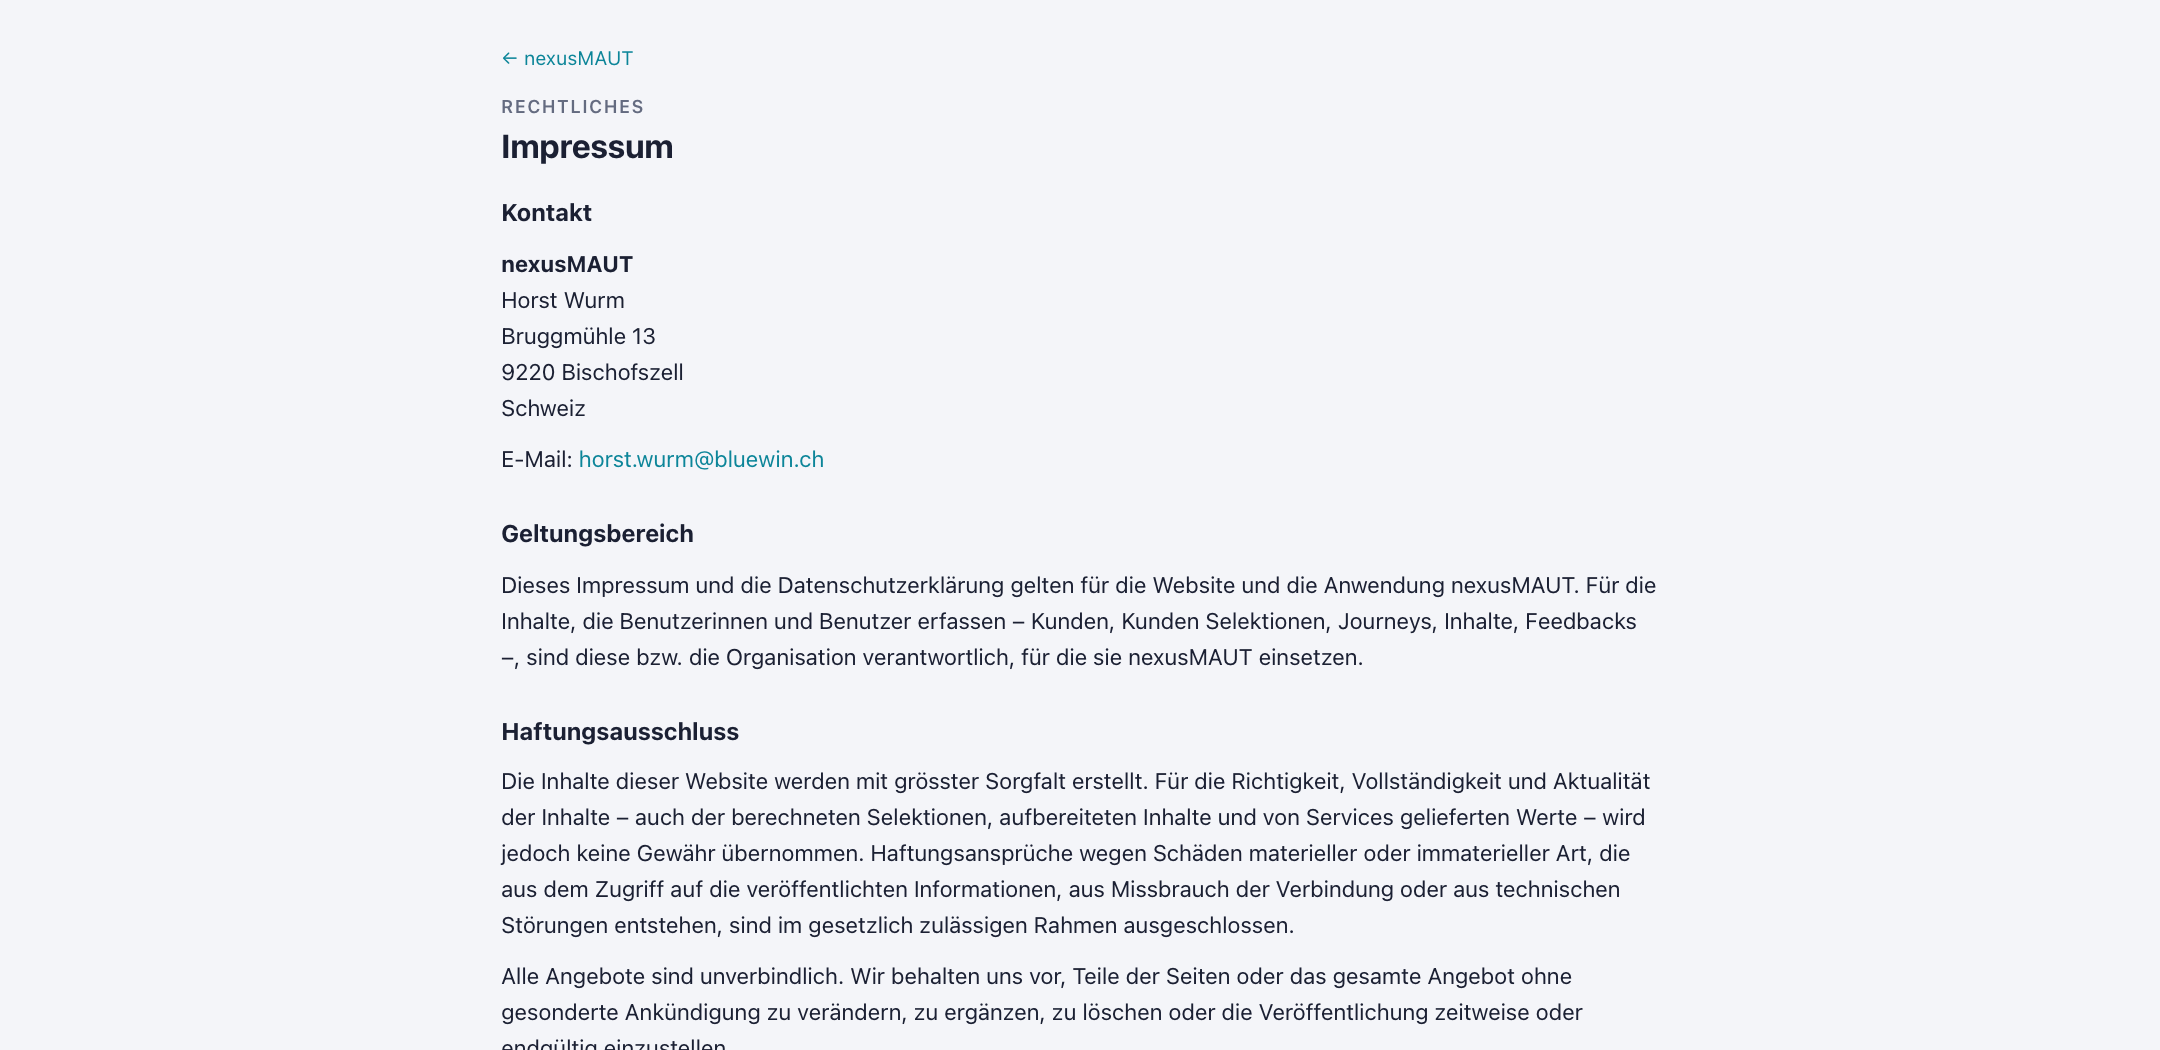 ← nexusMAUT
RECHTLICHES
Impressum
Kontakt
nexusMAUT
Horst Wurm
Bruggmühle 13
9220 Bischofszell
Schweiz
E-Mail: horst.wurm@bluewin.ch
Geltungsbereich
Dieses Impressum und die Datenschutzerklärung gelten für die Website und die Anwendung nexusMAUT. Für die
Inhalte, die Benutzerinnen und Benutzer erfassen – Kunden, Kunden Selektionen, Journeys, Inhalte, Feedbacks
–, sind diese bzw. die Organisation verantwortlich, für die sie nexusMAUT einsetzen.
Haftungsausschluss
Die Inhalte dieser Website werden mit grösster Sorgfalt erstellt. Für die Richtigkeit, Vollständigkeit und Aktualität
der Inhalte – auch der berechneten Selektionen, aufbereiteten Inhalte und von Services gelieferten Werte – wird
jedoch keine Gewähr übernommen. Haftungsansprüche wegen Schäden materieller oder immaterieller Art, die
aus dem Zugriff auf die veröffentlichten Informationen, aus Missbrauch der Verbindung oder aus technischen
Störungen entstehen, sind im gesetzlich zulässigen Rahmen ausgeschlossen.
Alle Angebote sind unverbindlich. Wir behalten uns vor, Teile der Seiten oder das gesamte Angebot ohne
gesonderte Ankündigung zu verändern, zu ergänzen, zu löschen oder die Veröffentlichung zeitweise oder
endgültig einzustellen.